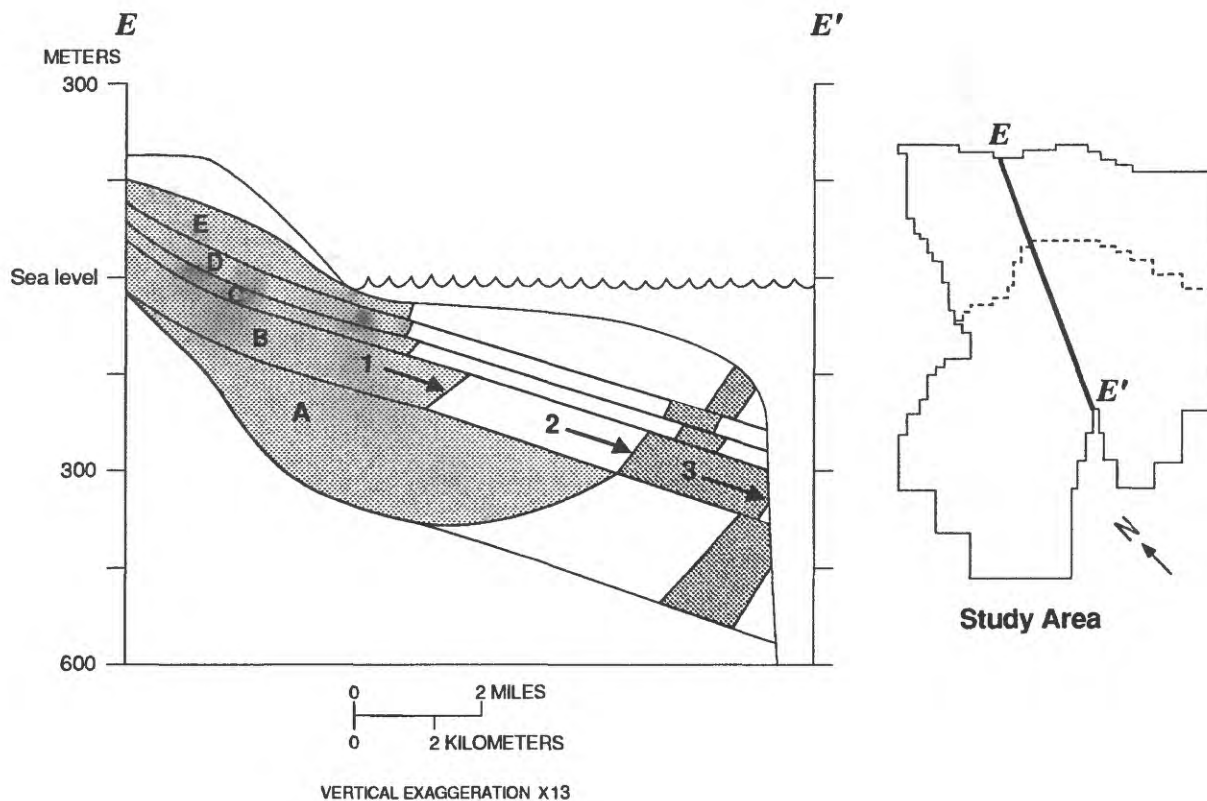 E E'
METERS
300
Sea level
300
600
E
D
C
B
A
1
2
3
0 2 MILES
0 2 KILOMETERS
VERTICAL EXAGGERATION X13
E
E'
N
Study Area